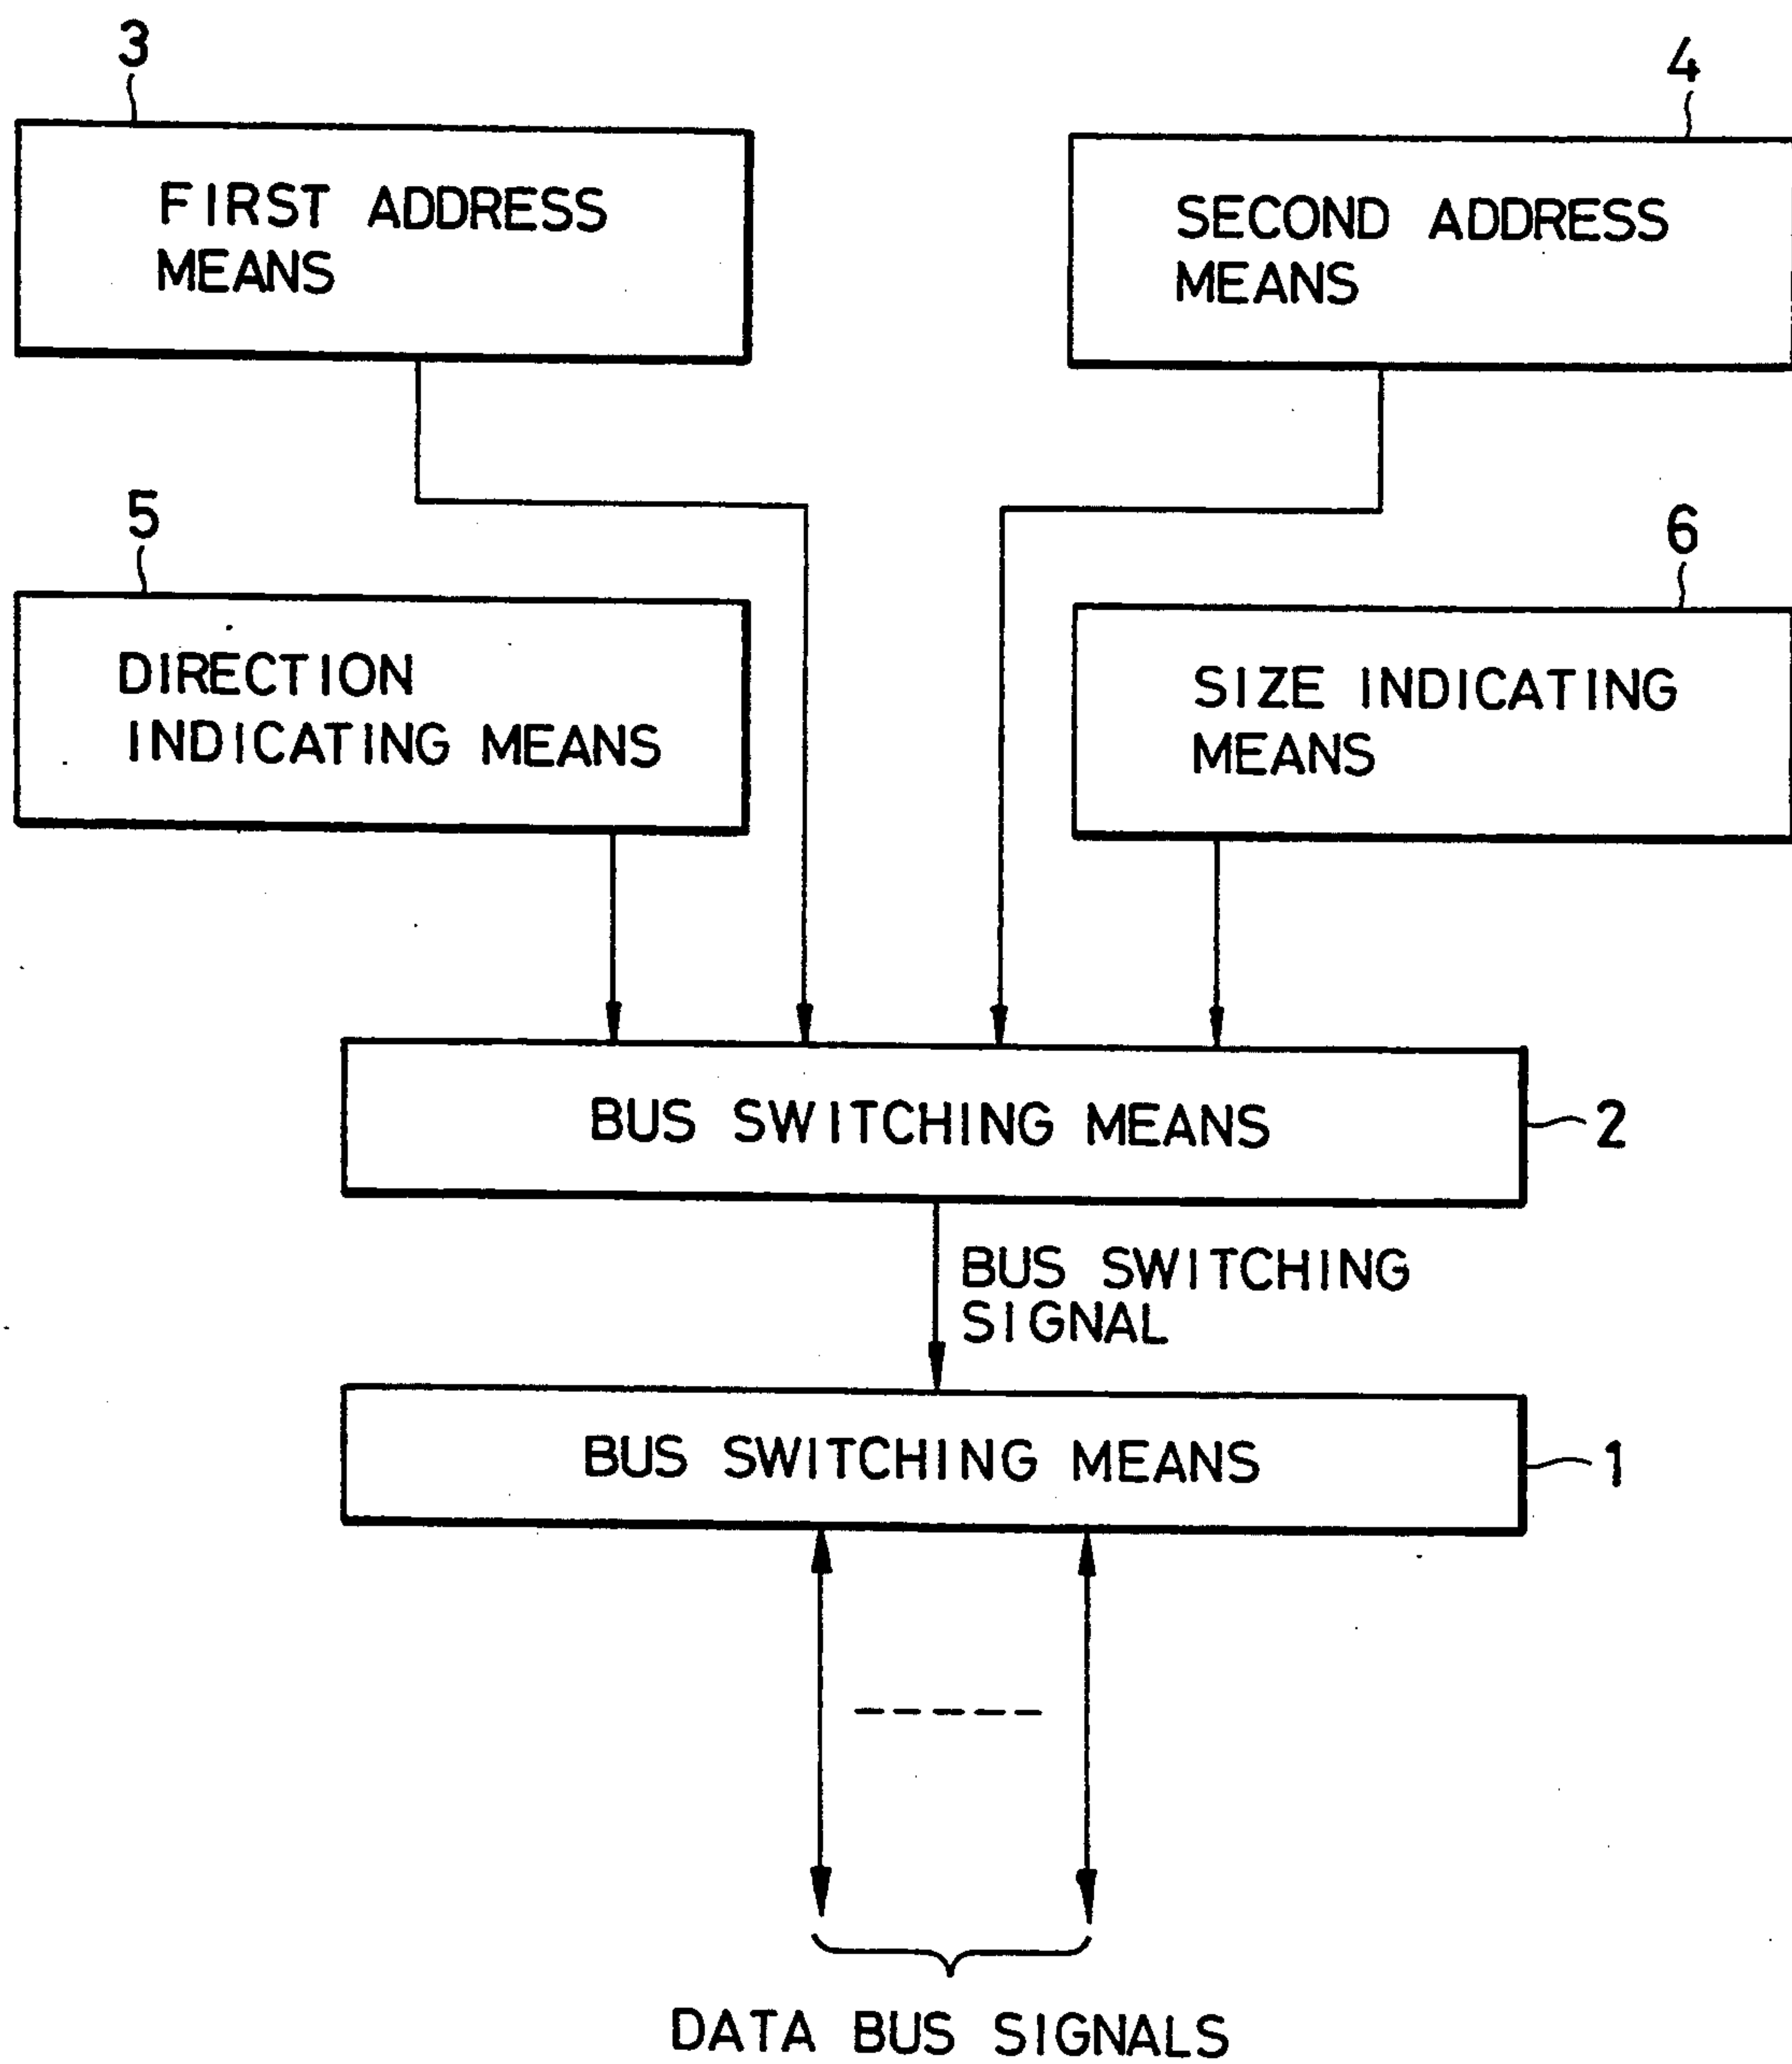 3
4
FIRST ADDRESS
MEANS
SECOND ADDRESS
MEANS
5
6
DIRECTION
INDICATING MEANS
SIZE INDICATING
MEANS
BUS SWITCHING MEANS
2
BUS SWITCHING
SIGNAL
BUS SWITCHING MEANS
1
DATA BUS SIGNALS